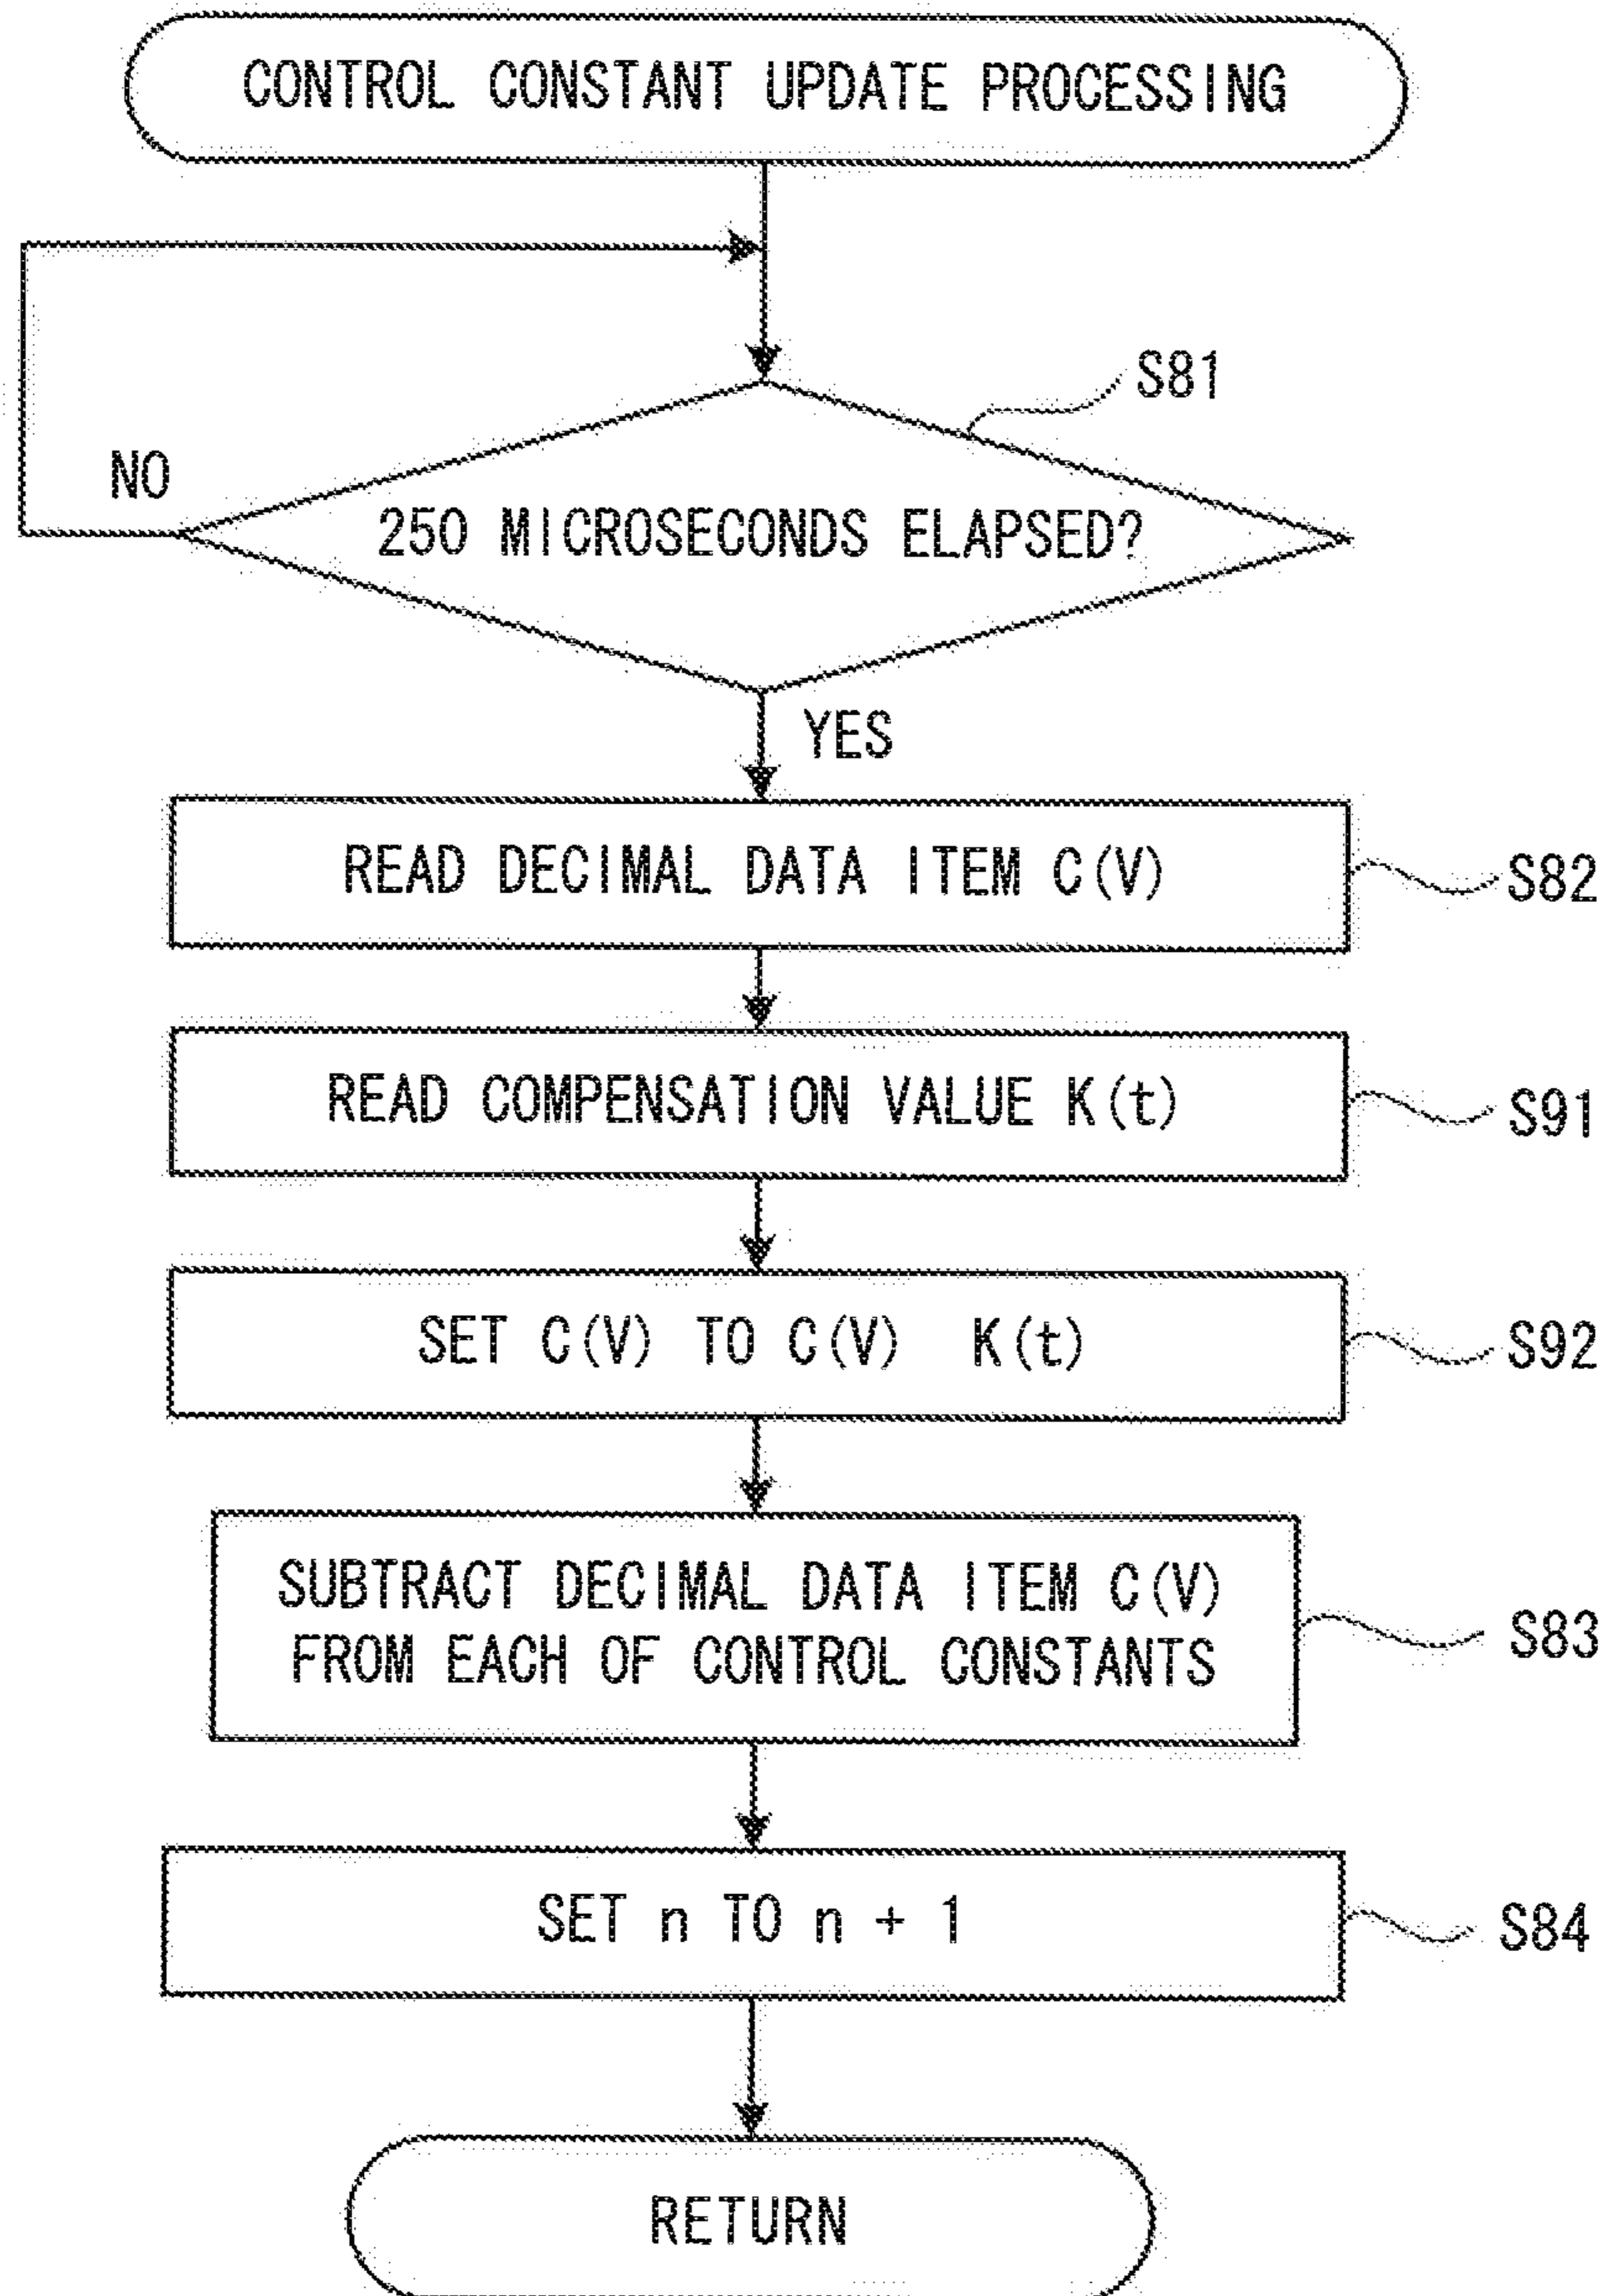 CONTROL CONSTANT UPDATE PROCESSING
S81
NO
250 MICROSECONDS ELAPSED?
YES
READ DECIMAL DATA ITEM C(V)
S82
READ COMPENSATION VALUE K(t)
S91
SET C(V) TO C(V) K(t)
S92
SUBTRACT DECIMAL DATA ITEM C(V)
FROM EACH OF CONTROL CONSTANTS
S83
SET n TO n + 1
S84
RETURN